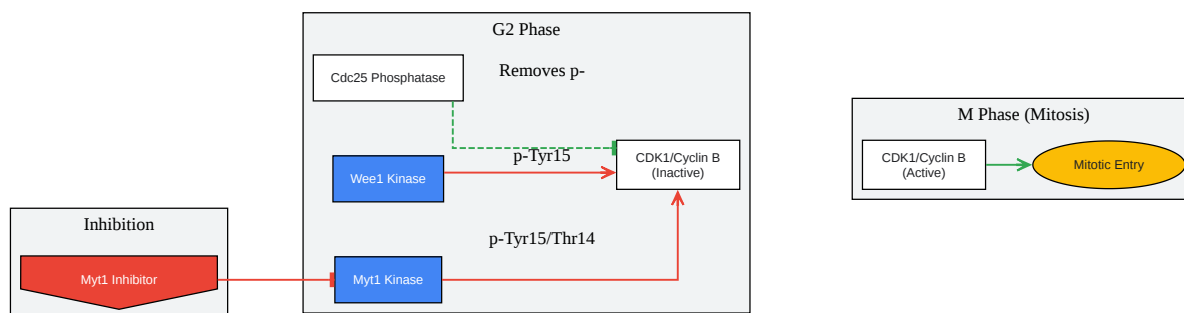 G2 Phase
Cdc25 Phosphatase
Removes p-
p-Tyr15
Wee1 Kinase
CDK1/Cyclin B
(Inactive)
p-Tyr15/Thr14
Myt1 Kinase
Inhibition
Myt1 Inhibitor
M Phase (Mitosis)
CDK1/Cyclin B
(Active)
Mitotic Entry